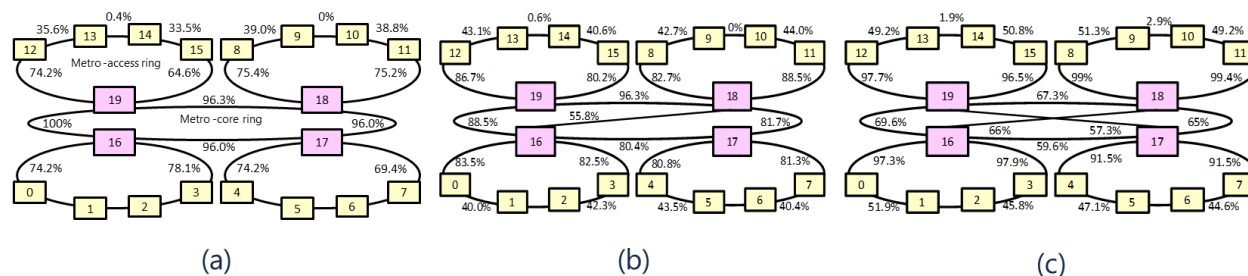 0.4%
35.6% 33.5% 39.0% 0% 38.8%
12 13 14 15 8 9 10 11
74.2% Metro -access ring 64.6% 75.4% 75.2%
19 96.3% 18
100% Metro -core ring 96.0%
16 96.0% 17
74.2% 78.1% 74.2% 69.4%
0 1 2 3 4 5 6 7
(a)
0.6%
43.1% 40.6% 42.7% 0% 44.0%
12 13 14 15 8 9 10 11
86.7% 80.2% 82.7% 88.5%
19 96.3% 18
88.5% 55.8% 81.7%
16 80.4% 17
83.5% 82.5% 80.8% 81.3%
0 1 2 3 4 5 6 7
40.0% 42.3% 43.5% 40.4%
(b)
1.9% 2.9%
49.2% 50.8% 51.3% 49.2%
12 13 14 15 8 9 10 11
97.7% 96.5% 99% 99.4%
19 67.3% 18
69.6% 66% 57.3% 65%
16 59.6% 17
97.3% 97.9% 91.5% 91.5%
0 1 2 3 4 5 6 7
51.9% 45.8% 47.1% 44.6%
(c)